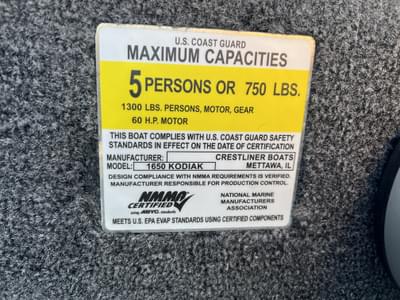 U.S. COAST GUARD
MAXIMUM CAPACITIES
5 PERSONS OR 750 LBS.
1300 LBS. PERSONS, MOTOR, GEAR
60 H.P. MOTOR
THIS BOAT COMPLIES WITH U.S. COAST GUARD SAFETY
STANDARDS IN EFFECT ON THE DATE OF CERTIFICATION
MANUFACTURER: CRESTLINER BOATS
MODEL: 1650 KODIAK METTAWA, IL
DESIGN COMPLIANCE WITH NMMA REQUIREMENTS IS VERIFIED.
MANUFACTURER RESPONSIBLE FOR PRODUCTION CONTROL.
NMMA
CERTIFIED
using ABYC standards
NATIONAL MARINE
MANUFACTURERS
ASSOCIATION
MEETS U.S. EPA EVAP STANDARDS USING CERTIFIED COMPONENTS